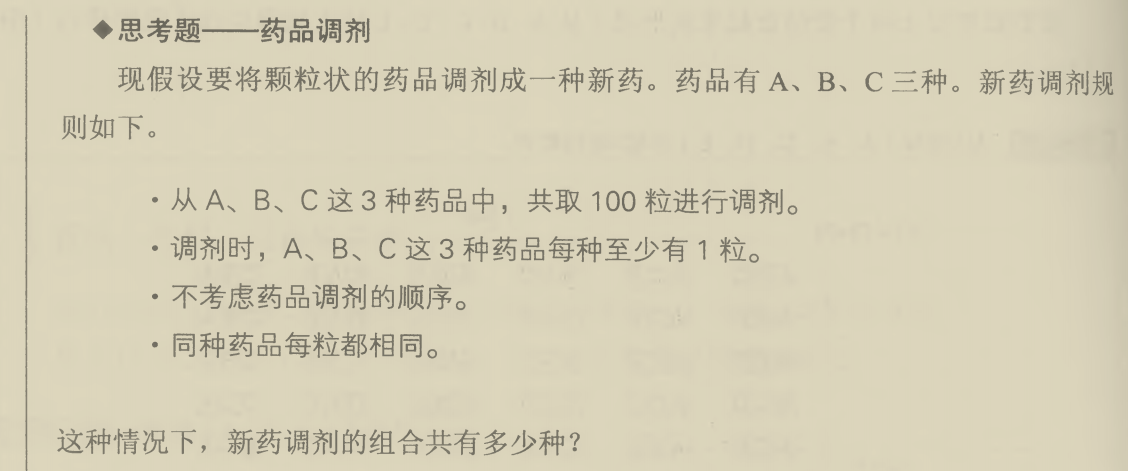 ◆思考题——药品调剂
现假设要将颗粒状的药品调剂成一种新药。药品有 A、B、C 三种。新药调剂规
则如下。
· 从 A、B、C 这 3 种药品中，共取 100 粒进行调剂。
· 调剂时，A、B、C 这 3 种药品每种至少有 1 粒。
· 不考虑药品调剂的顺序。
· 同种药品每粒都相同。
这种情况下，新药调剂的组合共有多少种？